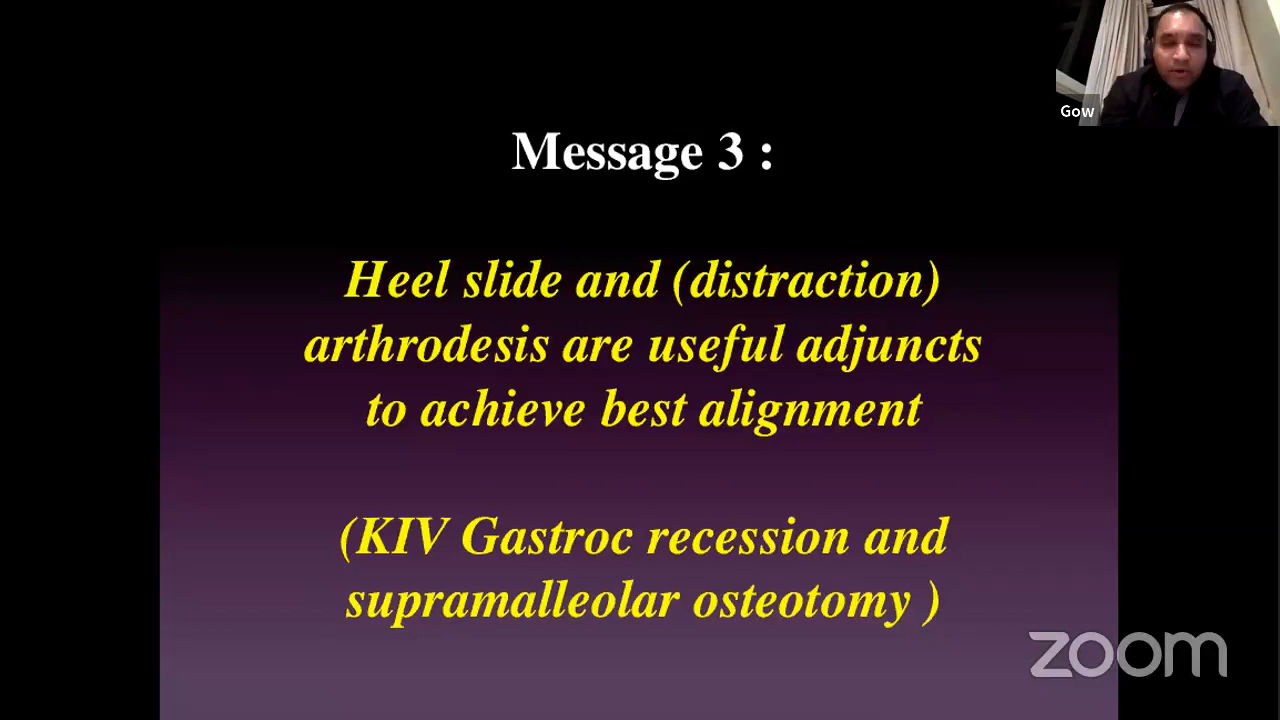 Gow
Message 3 :
Heel slide and (distraction)
arthrodesis are useful adjuncts
to achieve best alignment
(KIV Gastroc recession and
supramalleolar osteotomy )
zoom